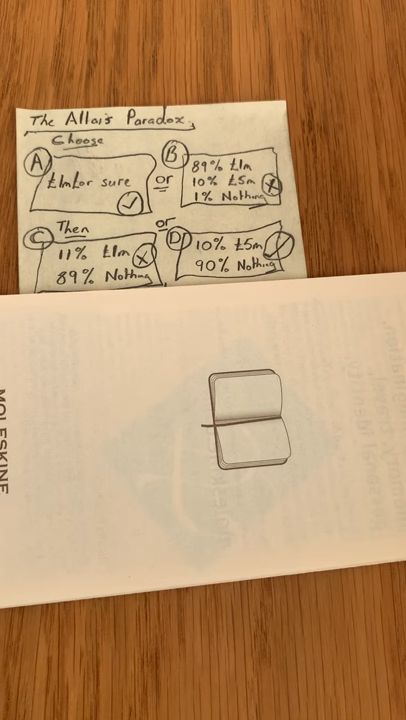 The Allais Paradox.
Choose
A £1m for sure ✓
or
B 89% £1m
10% £5m X
1% Nothing
Then
C 11% £1m X
89% Nothing
or
D 10% £5m ✓
90% Nothing
MOLESKINE